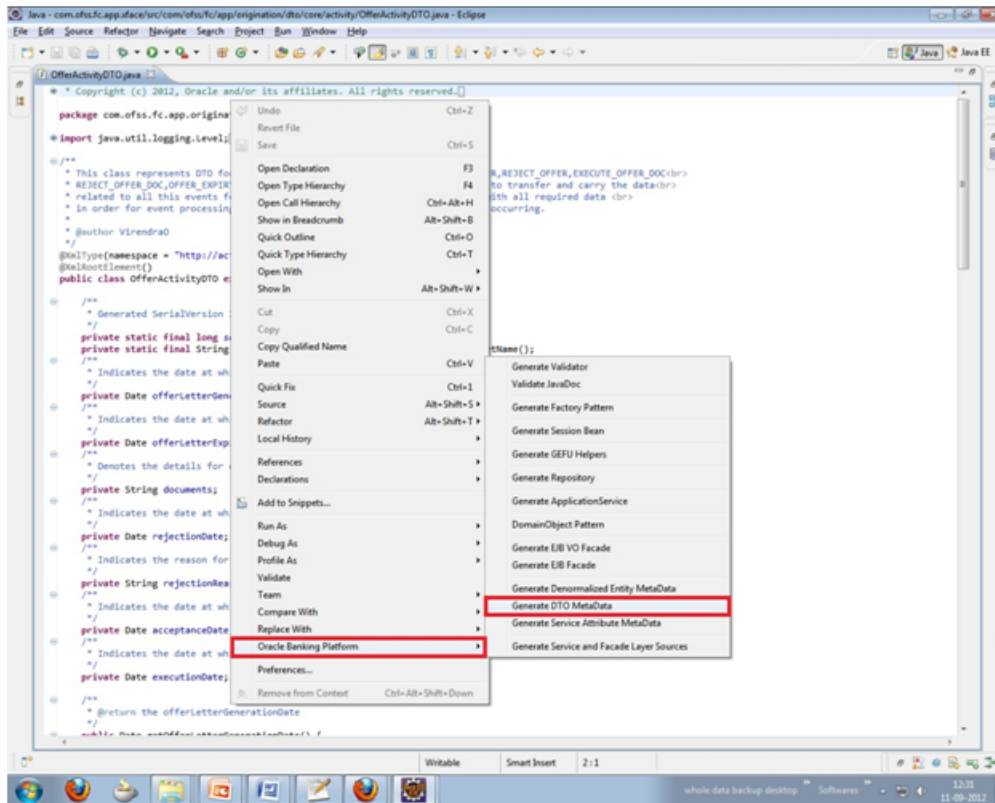 Java - com.ofss.fc.app.xface/src/com/ofss/fc/app/origination/dto/core/activity/OfferActivityDTO.java - Eclipse
File Edit Source Refactor Navigate Search Project Run Window Help
Java Java EE
OfferActivityDTO.java
* Copyright (c) 2012, Oracle and/or its affiliates. All rights reserved.
package com.ofss.fc.app.origina
import java.util.logging.Level;
/**
* This class represents DTO fo
R,REJECT_OFFER,EXECUTE_OFFER_DOC<br>
* REJECT_OFFER_DOC,OFFER_EXPIR
to transfer and carry the data<br>
* related to all this events f
ith all required data <br>
* in order for event processin
occurring.
*
* @author VirendraO
*/
@XmlType(namespace = "http://ac
@XmlRootElement()
public class OfferActivityDTO e
/**
* Generated SerialVersion
*/
private static final long s
private static final String
tName();
/**
* Indicates the date at wh
*/
private Date offerLetterGen
/**
* Indicates the date at wh
*/
private Date offerLetterExp
/**
* Denotes the details for
*/
private String documents;
/**
* Indicates the date at wh
*/
private Date rejectionDate;
/**
* Indicates the reason for
*/
private String rejectionRea
/**
* Indicates the date at wh
*/
private Date acceptanceDate
/**
* Indicates the date at wh
*/
private Date executionDate;
/**
* @return the offerLetterGenerationDate
*/
public Date getOfferLetterGenerationDate() {
Undo Ctrl+Z
Revert File
Save Ctrl+S
Open Declaration F3
Open Type Hierarchy F4
Open Call Hierarchy Ctrl+Alt+H
Show in Breadcrumb Alt+Shift+B
Quick Outline Ctrl+O
Quick Type Hierarchy Ctrl+T
Open With
Show In Alt+Shift+W
Cut Ctrl+X
Copy Ctrl+C
Copy Qualified Name
Paste Ctrl+V
Quick Fix Ctrl+1
Source Alt+Shift+S
Refactor Alt+Shift+T
Local History
References
Declarations
Add to Snippets...
Run As
Debug As
Profile As
Validate
Team
Compare With
Replace With
Oracle Banking Platform
Preferences...
Remove from Context Ctrl+Alt+Shift+Down
Generate Validator
Validate JavaDoc
Generate Factory Pattern
Generate Session Bean
Generate GEFU Helpers
Generate Repository
Generate ApplicationService
DomainObject Pattern
Generate EJB VO Facade
Generate EJB Facade
Generate Denormalized Entity MetaData
Generate DTO MetaData
Generate Service Attribute MetaData
Generate Service and Facade Layer Sources
Writable Smart Insert 2:1
whole data backup desktop Softwares
12:31
11-09-2012